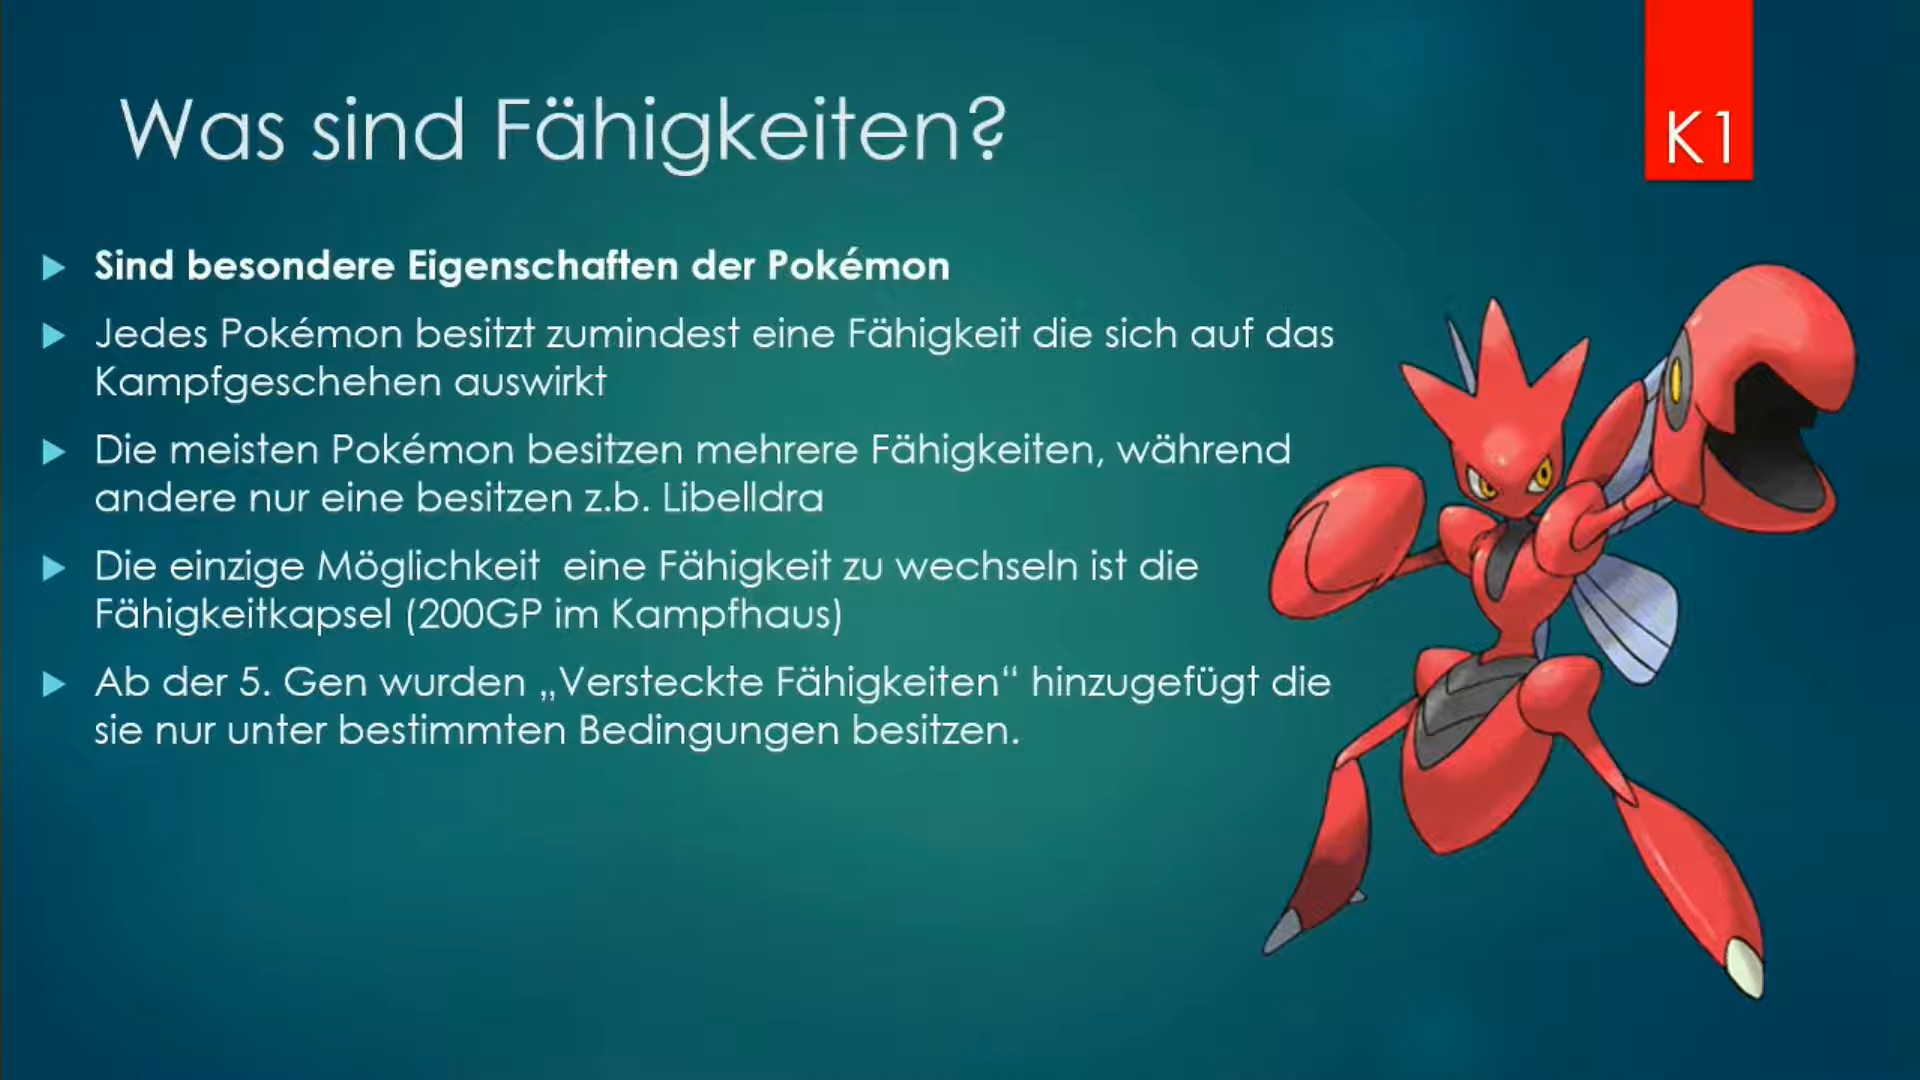 Was sind Fähigkeiten?
K1
Sind besondere Eigenschaften der Pokémon
Jedes Pokémon besitzt zumindest eine Fähigkeit die sich auf das
Kampfgeschehen auswirkt
Die meisten Pokémon besitzen mehrere Fähigkeiten, während
andere nur eine besitzen z.b. Libelldra
Die einzige Möglichkeit  eine Fähigkeit zu wechseln ist die
Fähigkeitkapsel (200GP im Kampfhaus)
Ab der 5. Gen wurden „Versteckte Fähigkeiten“ hinzugefügt die
sie nur unter bestimmten Bedingungen besitzen.